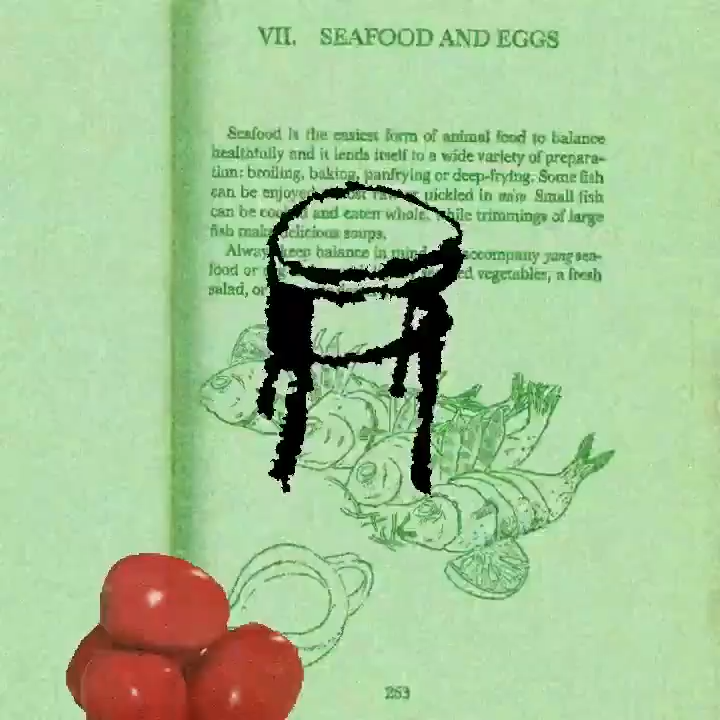 VII. SEAFOOD AND EGGS
Seafood is the easiest form of animal food to balance
healthfully and it lends itself to a wide variety of prepara-
tion: broiling, baking, panfrying or deep-frying. Some fish
can be enjoyed pickled in miso. Small fish
can be and eaten whole, while trimmings of large
fish make delicious soups.
Always keep balance in mind accompany yang sea-
food or vegetables, a fresh
salad, or
263